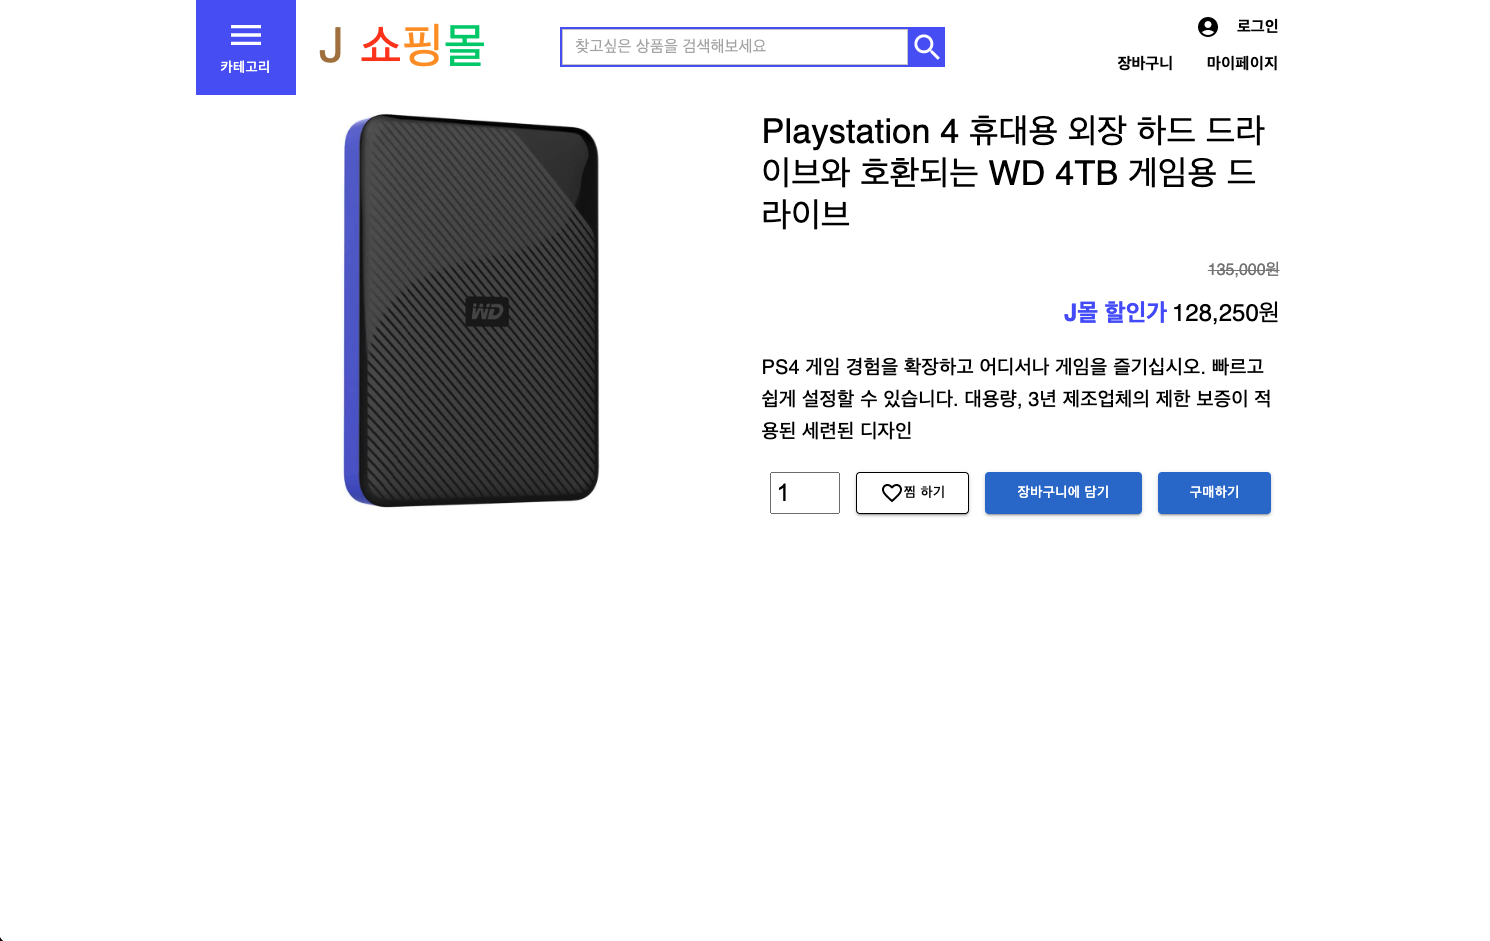 카테고리
J 쇼핑몰
찾고싶은 상품을 검색해보세요
로그인
장바구니 마이페이지
WD
Playstation 4 휴대용 외장 하드 드라
이브와 호환되는 WD 4TB 게임용 드
라이브
135,000원
J몰 할인가 128,250원
PS4 게임 경험을 확장하고 어디서나 게임을 즐기십시오. 빠르고
쉽게 설정할 수 있습니다. 대용량, 3년 제조업체의 제한 보증이 적
용된 세련된 디자인
1 찜 하기 장바구니에 담기 구매하기